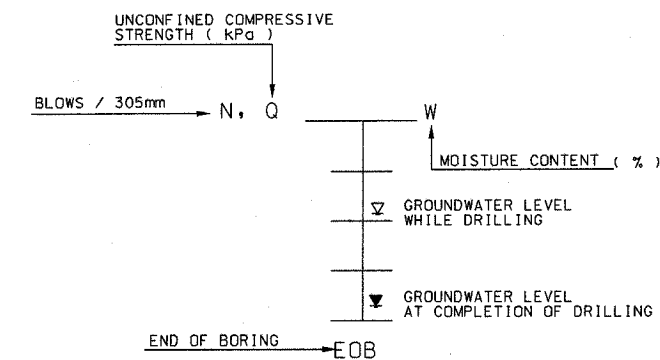 UNCONFINED COMPRESSIVE
STRENGTH ( kPa )
BLOWS / 305mm
N, Q
W
MOISTURE CONTENT ( % )
GROUNDWATER LEVEL
WHILE DRILLING
GROUNDWATER LEVEL
AT COMPLETION OF DRILLING
END OF BORING
EOB